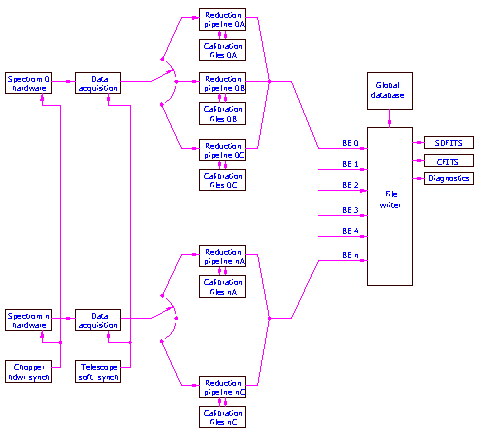 Reduction
pipeline 0A
Calibration
files 0A
Spectrom 0
hardware
Data
acquisition
Reduction
pipeline 0B
Calibration
files 0B
Global
database
Reduction
pipeline 0C
Calibration
files 0C
BE 0
BE 1
BE 2
BE 3
BE 4
BE n
File
writer
SDFITS
CFITS
Diagnostics
Reduction
pipeline nA
Calibration
files nA
Spectrom n
hardware
Data
acquisition
Chopper
hdwr synch
Telescope
soft. synch
Reduction
pipeline nC
Calibration
files nC